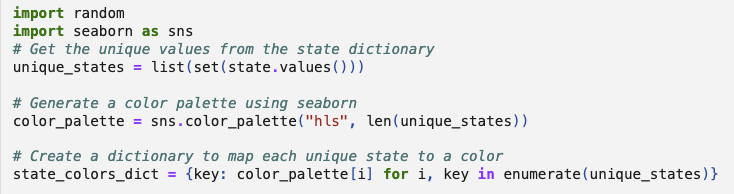 import random
import seaborn as sns
# Get the unique values from the state dictionary
unique_states = list(set(state.values()))
# Generate a color palette using seaborn
color_palette = sns.color_palette("hls", len(unique_states))
# Create a dictionary to map each unique state to a color
state_colors_dict = {key: color_palette[i] for i, key in enumerate(unique_states)}